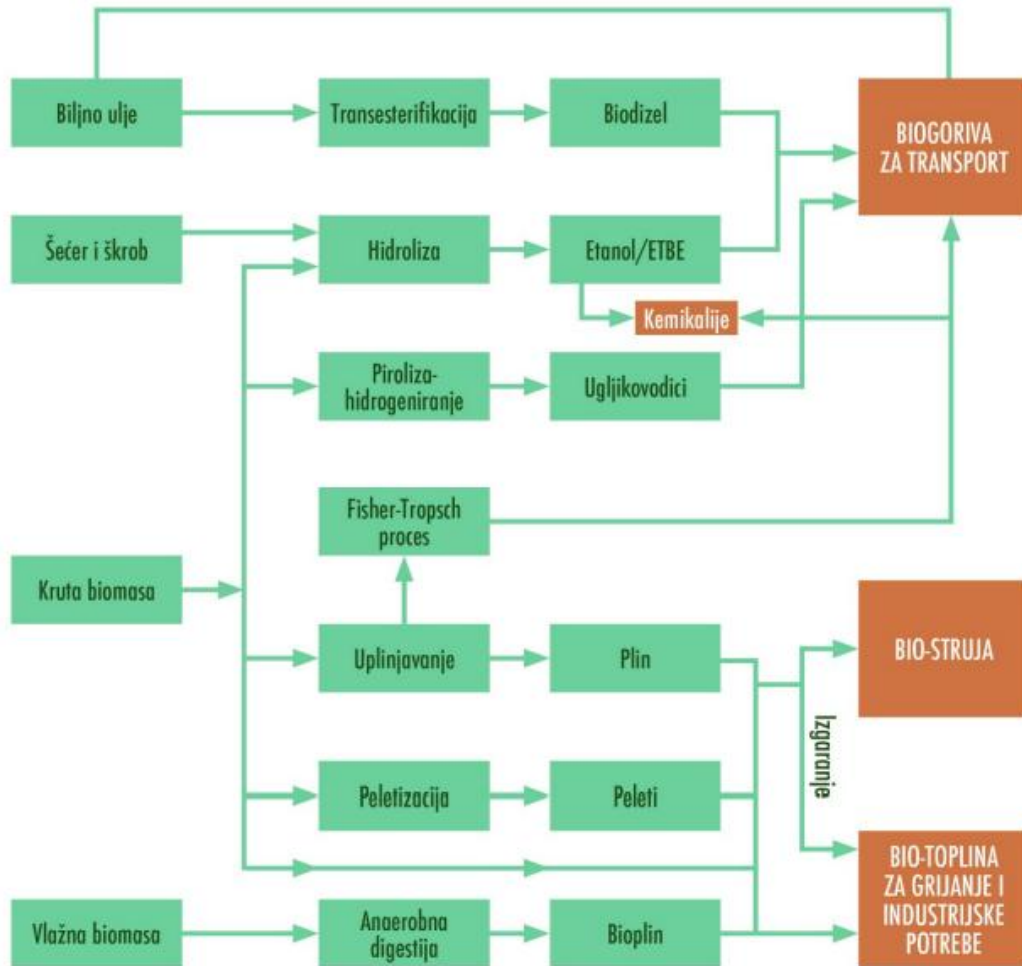 Biljno ulje
Transesterifikacija
Biodizel
BIOGORIVA
ZA TRANSPORT
Šećer i škrob
Hidroliza
Etanol/ETBE
Kemikalije
Piroliza-
hidrogeniranje
Ugljikovodici
Fisher-Tropsch
proces
Kruta biomasa
Uplinjavanje
Plin
BIO-STRUJA
Izgaranje
Peletizacija
Peleti
BIO-TOPLINA
ZA GRIJANJE I
INDUSTRIJSKE
POTREBE
Vlažna biomasa
Anaerobna
digestija
Bioplin